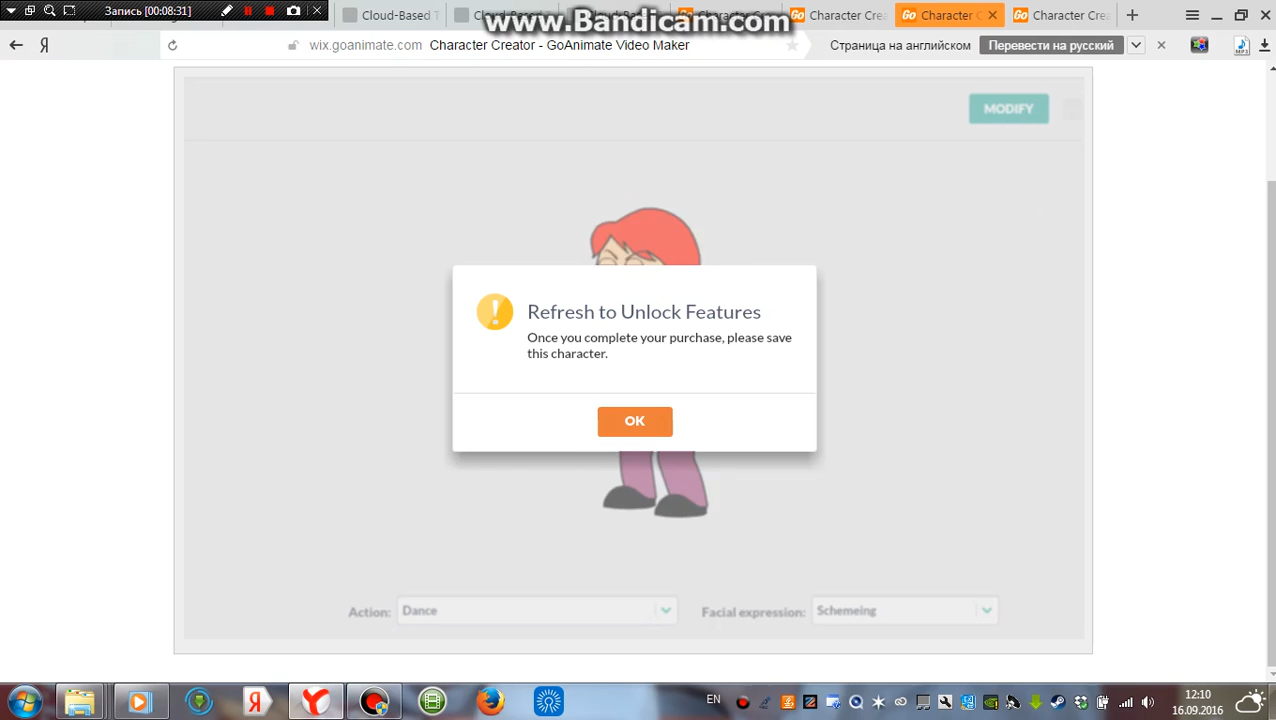 Запись [00:08:31]
www.Bandicam.com
Cloud-Based T
Character Cre
Character C
Character Crea
wix.goanimate.com Character Creator - GoAnimate Video Maker
Страница на английском
Перевести на русский
MODIFY
Refresh to Unlock Features
Once you complete your purchase, please save
this character.
OK
Action: Dance
Facial expression: Schemeing
EN
12:10
16.09.2016